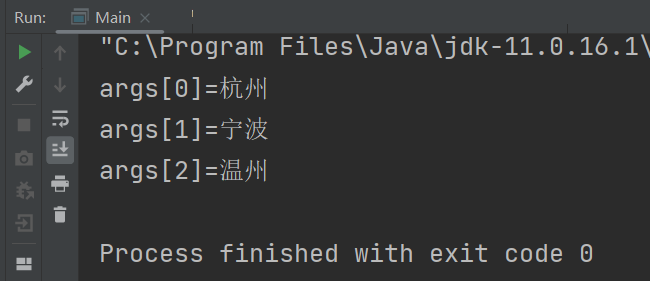 Run: Main
"C:\Program Files\Java\jdk-11.0.16.1\
args[0]=杭州
args[1]=宁波
args[2]=温州
Process finished with exit code 0